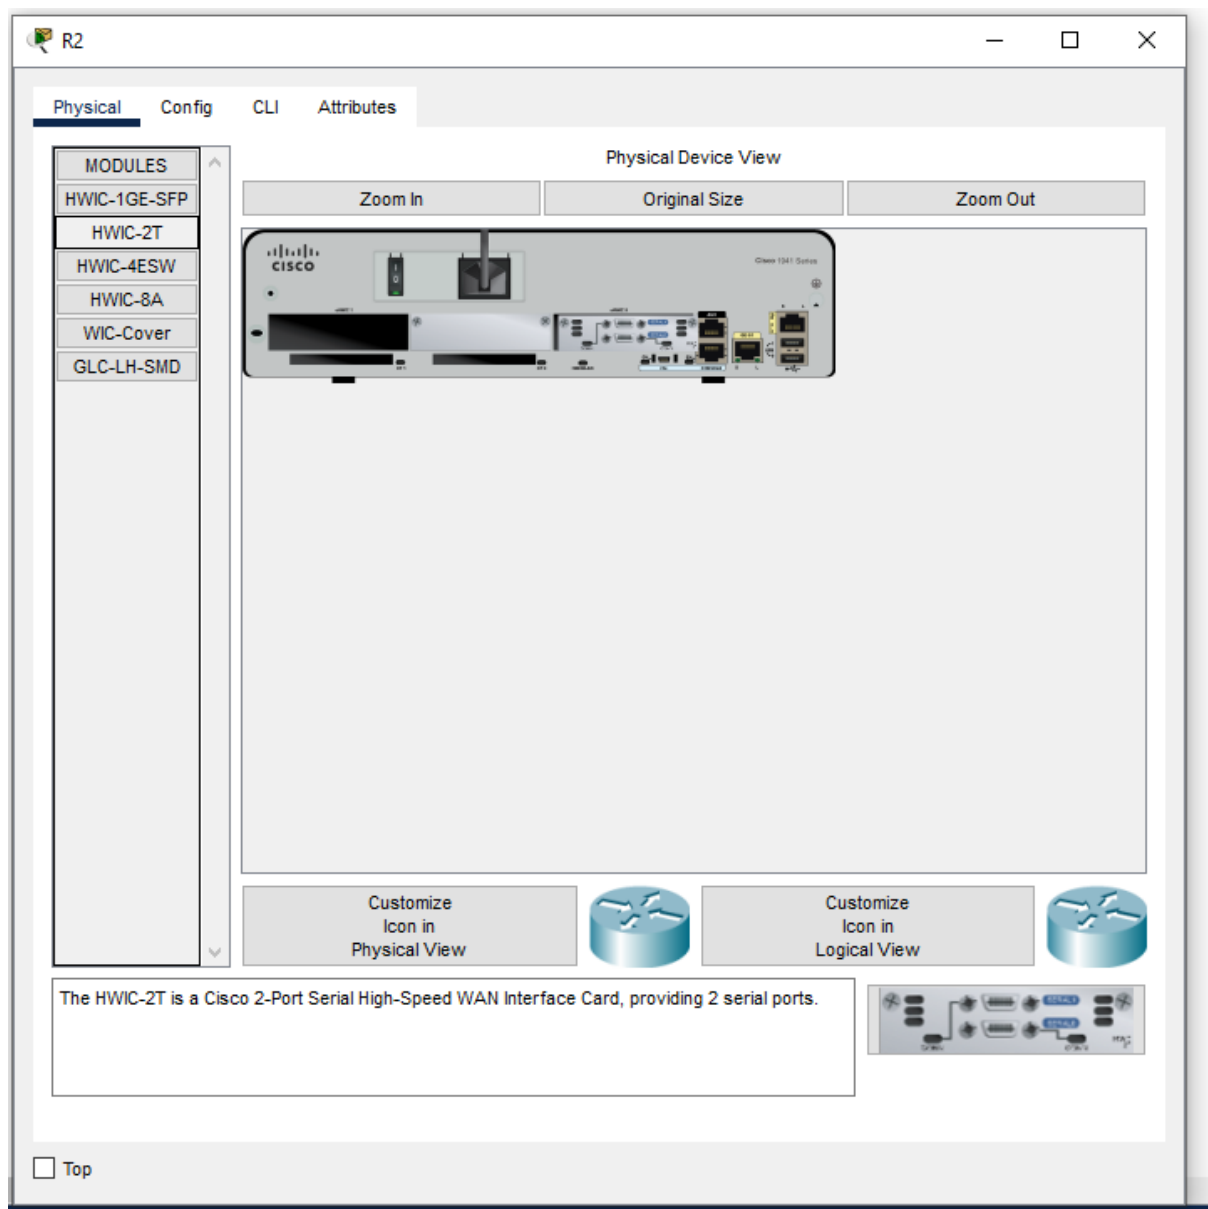 R2
Physical
Config
CLI
Attributes
MODULES
HWIC-1GE-SFP
HWIC-2T
HWIC-4ESW
HWIC-8A
WIC-Cover
GLC-LH-SMD
Physical Device View
Zoom In
Original Size
Zoom Out
CISCO
Cisco 1941 Series
Customize
Icon in
Physical View
Customize
Icon in
Logical View
The HWIC-2T is a Cisco 2-Port Serial High-Speed WAN Interface Card, providing 2 serial ports.
Top